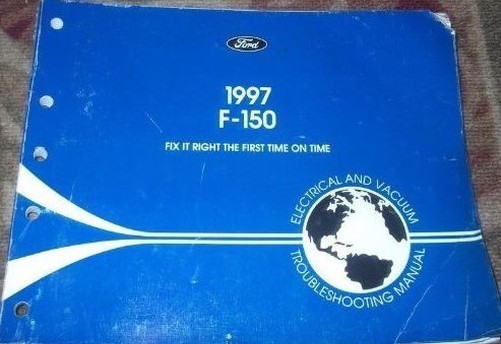 Ford
1997
F-150
FIX IT RIGHT THE FIRST TIME ON TIME
ELECTRICAL AND VACUUM
TROUBLESHOOTING MANUAL